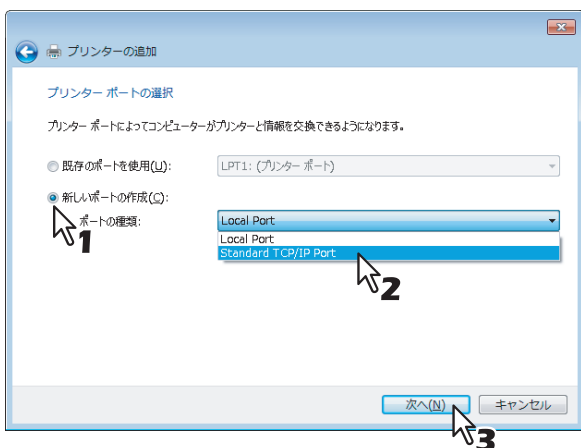 プリンターの追加
プリンター ポートの選択
プリンター ポートによってコンピューターがプリンターと情報を交換できるようになります。
既存のポートを使用(U): LPT1: (プリンター ポート)
新しいポートの作成(C):
ポートの種類: Local Port
1
Local Port
Standard TCP/IP Port
2
次へ(N) キャンセル
3